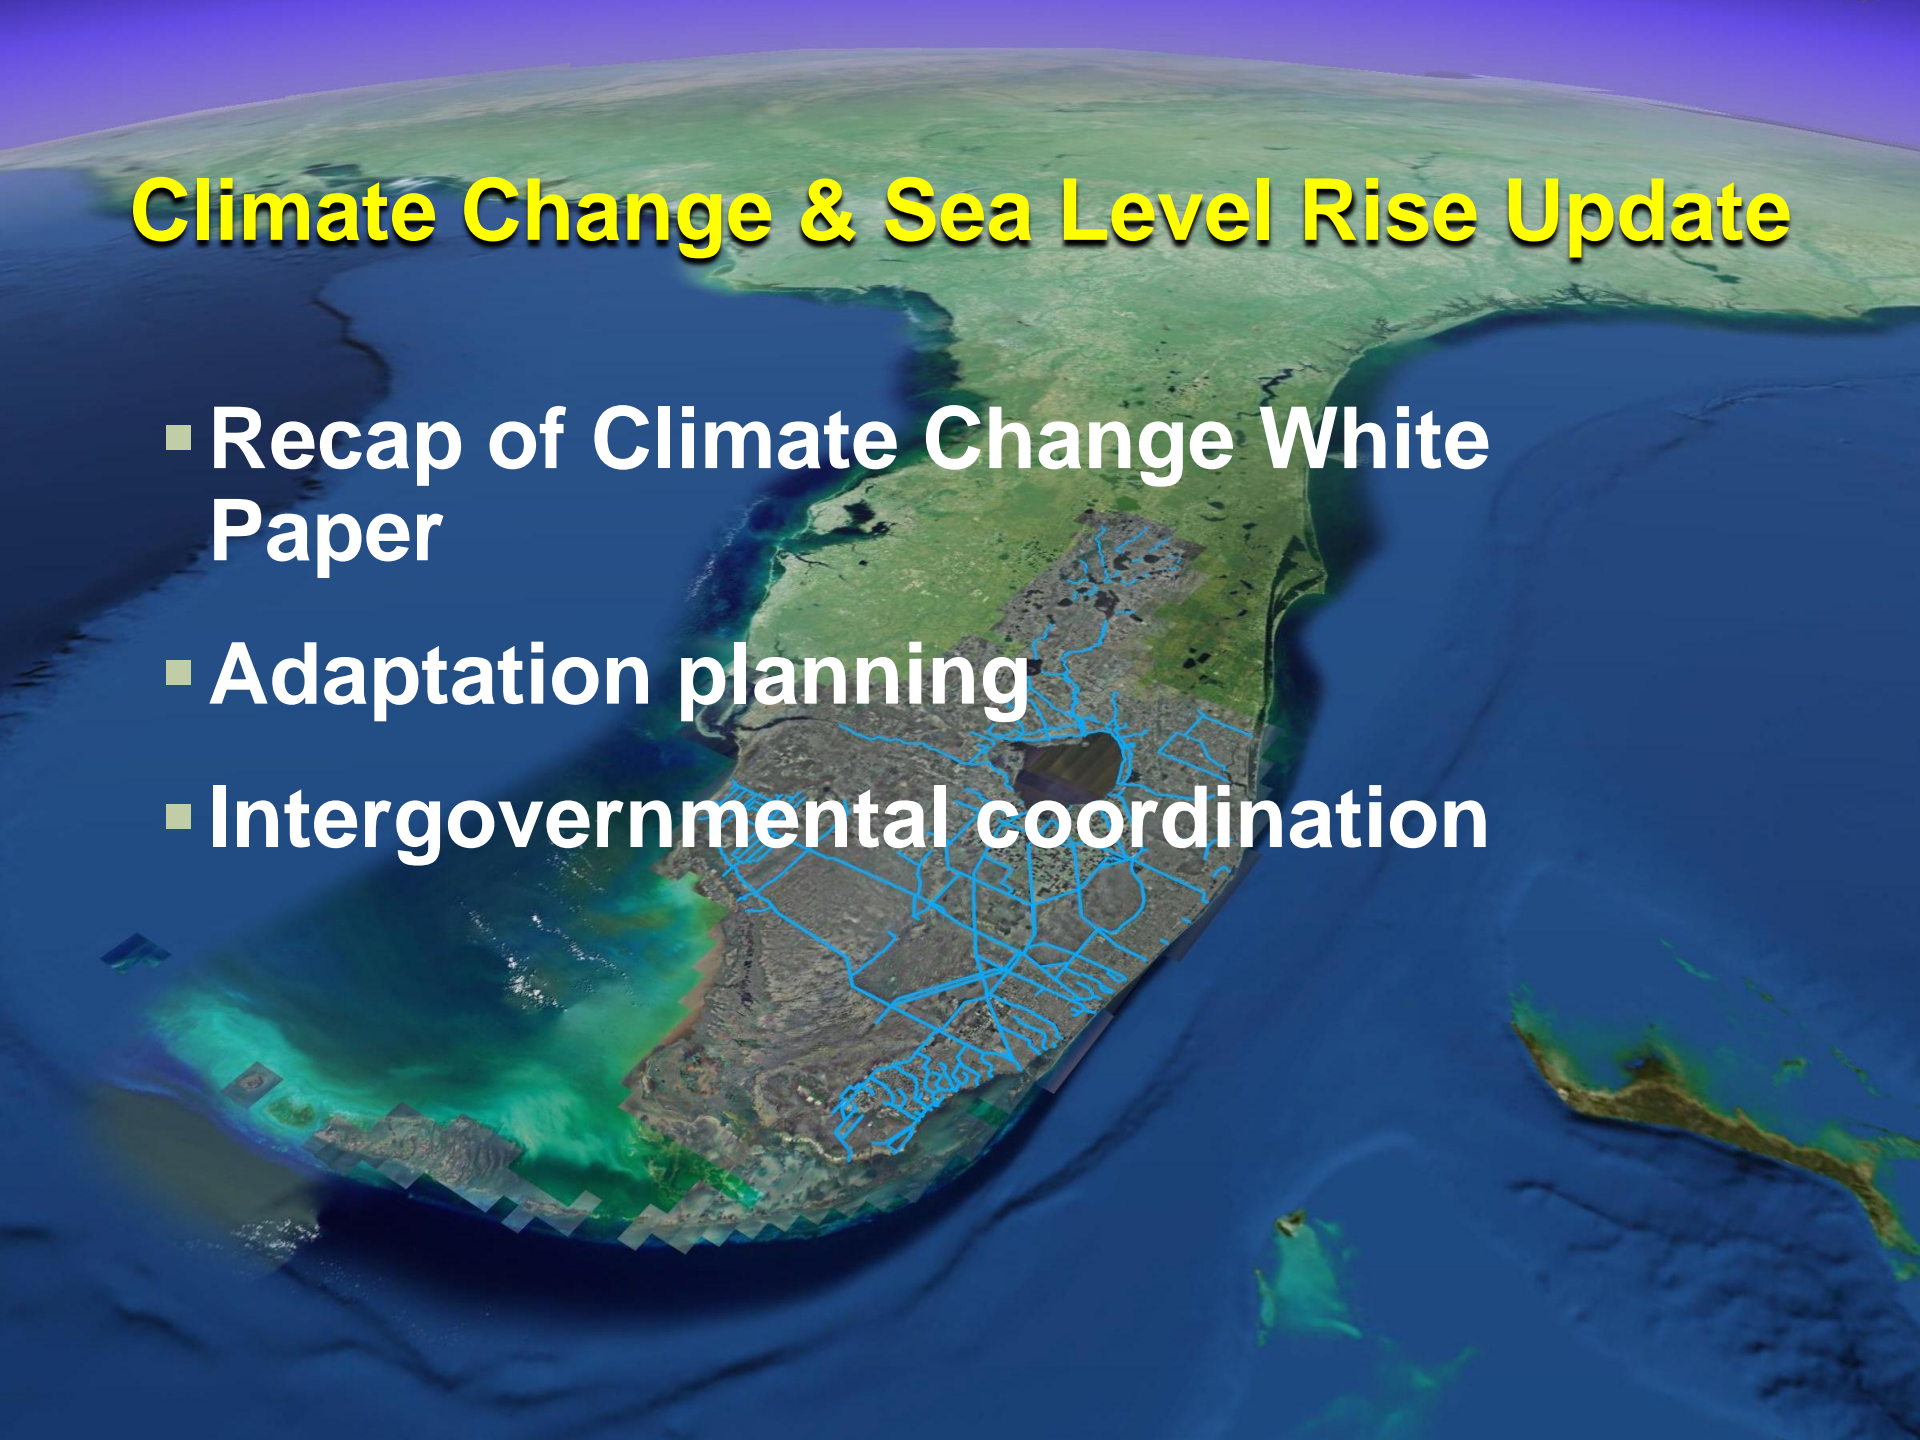 Climate Change & Sea Level Rise Update
Recap of Climate Change White
Paper
Adaptation planning
Intergovernmental coordination